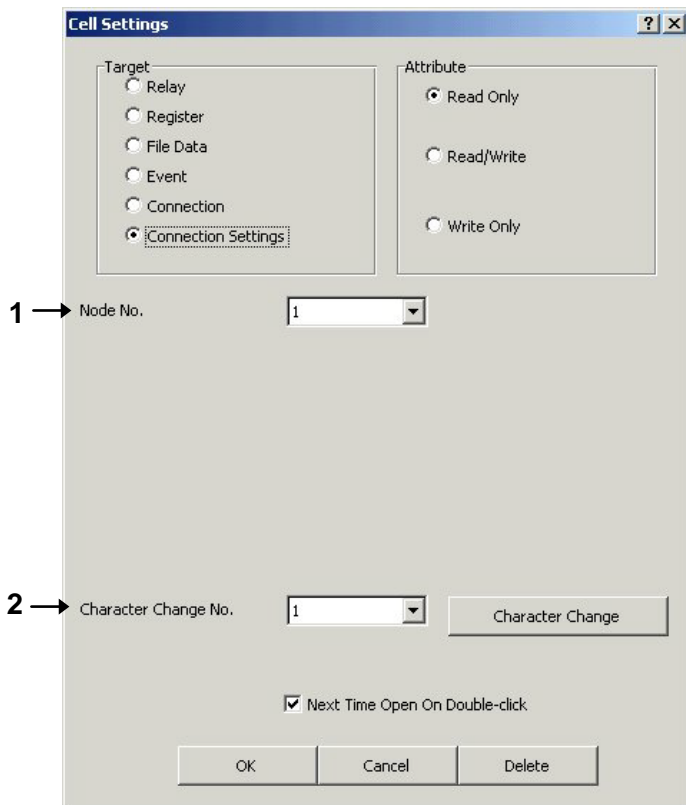 Cell Settings
Target
Relay
Register
File Data
Event
Connection
Connection Settings
Attribute
Read Only
Read/Write
Write Only
1
Node No.
1
2
Character Change No.
1
Character Change
Next Time Open On Double-click
OK
Cancel
Delete